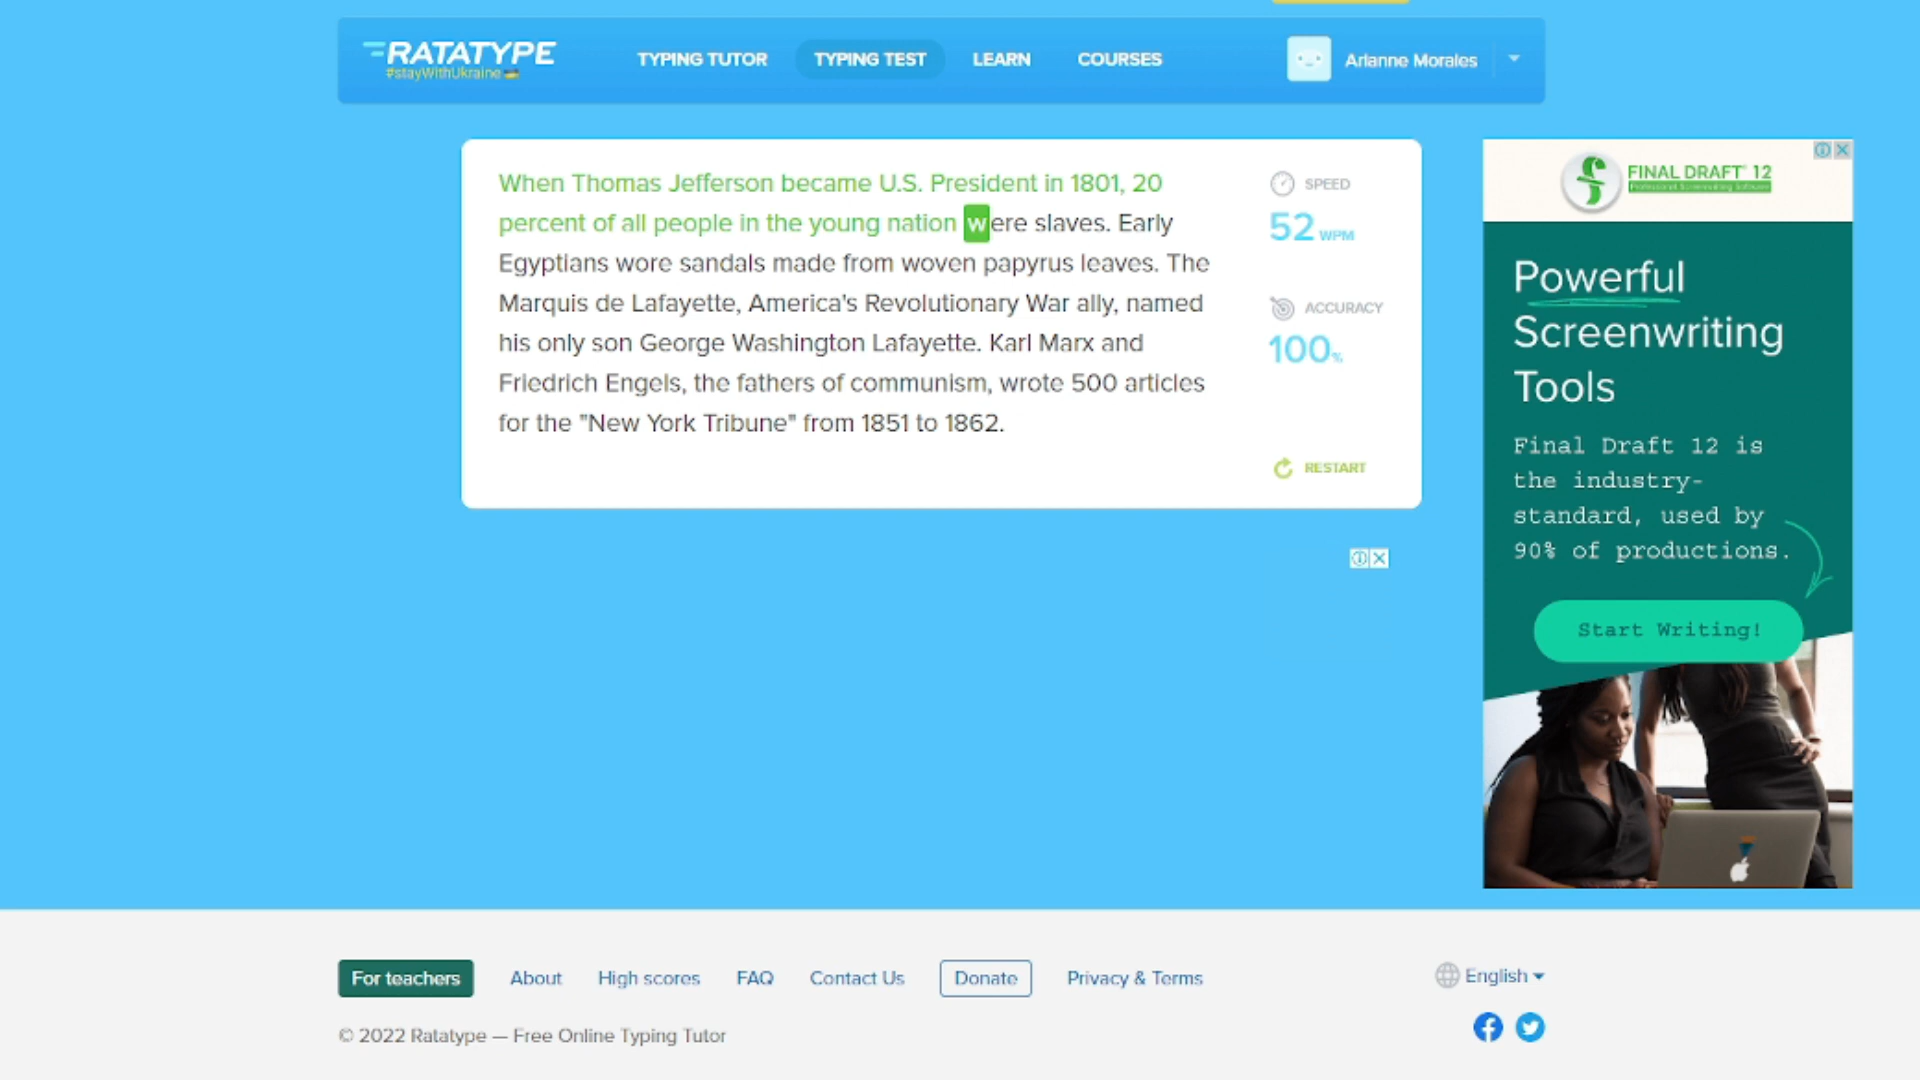 RATATYPE
#stayWithUkraine
TYPING TUTOR
TYPING TEST
LEARN
COURSES
Arianne Morales
When Thomas Jefferson became U.S. President in 1801, 20
percent of all people in the young nation were slaves. Early
Egyptians wore sandals made from woven papyrus leaves. The
Marquis de Lafayette, America's Revolutionary War ally, named
his only son George Washington Lafayette. Karl Marx and
Friedrich Engels, the fathers of communism, wrote 500 articles
for the "New York Tribune" from 1851 to 1862.
SPEED
52 WPM
ACCURACY
100%
RESTART
FINAL DRAFT 12
Professional Screenwriting Software
Powerful
Screenwriting
Tools
Final Draft 12 is
the industry-
standard, used by
90% of productions.
Start Writing!
For teachers
About
High scores
FAQ
Contact Us
Donate
Privacy & Terms
English
© 2022 Ratatype — Free Online Typing Tutor